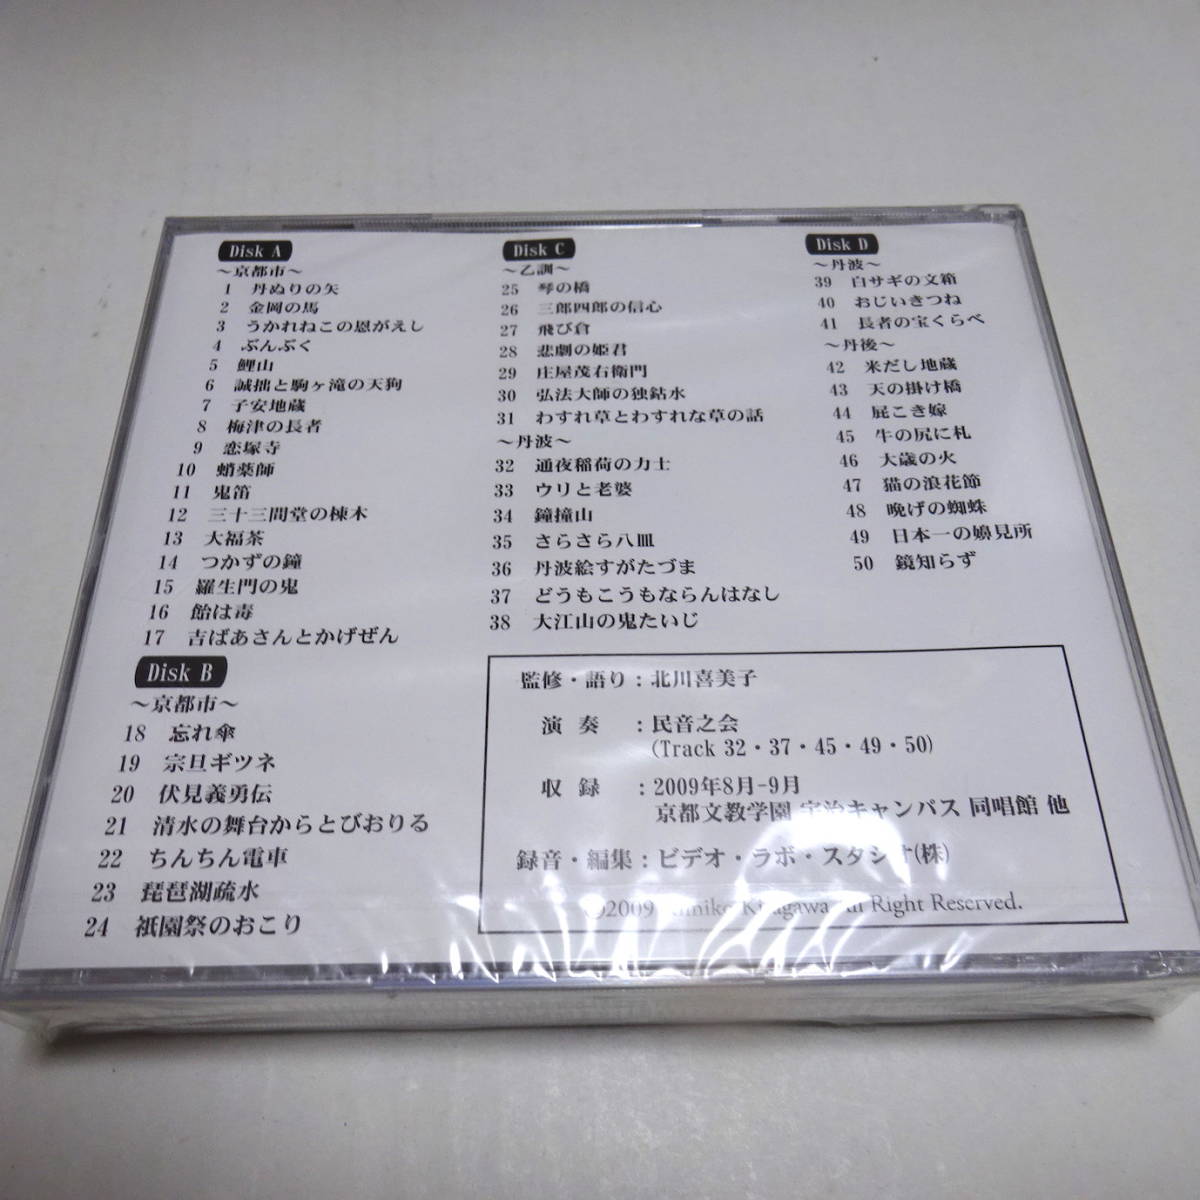 Disk A
～京都市～
1 丹ぬりの矢
2 金岡の馬
3 うかれねこの恩がえし
4 ぶんぶく
5 鯉山
6 誠拙と駒ヶ滝の天狗
7 子安地蔵
8 梅津の長者
9 恋塚寺
10 蛸薬師
11 鬼笛
12 三十三間堂の棟木
13 大福茶
14 つかずの鐘
15 羅生門の鬼
16 飴は毒
17 吉ばあさんとかげぜん
Disk B
～京都市～
18 忘れ傘
19 宗旦ギツネ
20 伏見義勇伝
21 清水の舞台からとびおりる
22 ちんちん電車
23 琵琶湖疏水
24 祇園祭のおこり
Disk C
～乙訓～
25 琴の橋
26 三郎四郎の信心
27 飛び倉
28 悲劇の姫君
29 庄屋茂右衛門
30 弘法大師の独鈷水
31 わすれ草とわすれな草の話
～丹波～
32 通夜稲荷の力士
33 ウリと老婆
34 鐘撞山
35 さらさら八皿
36 丹波絵すがたづま
37 どうもこうもならんはなし
38 大江山の鬼たいじ
Disk D
～丹波～
39 白サギの文箱
40 おじいきつね
41 長者の宝くらべ
～丹後～
42 米だし地蔵
43 天の掛け橋
44 屁こき嫁
45 牛の尻に札
46 大歳の火
47 猫の浪花節
48 晩げの蜘蛛
49 日本一の嫐見所
50 鏡知らず
監修・語り：北川喜美子
演奏：民音之会
(Track 32・37・45・49・50)
収録：2009年8月-9月
京都文教学園 宇治キャンパス 同唱館 他
録音・編集：ビデオ・ラボ・スタジオ(株)
©2009 Kitagawa All Right Reserved.